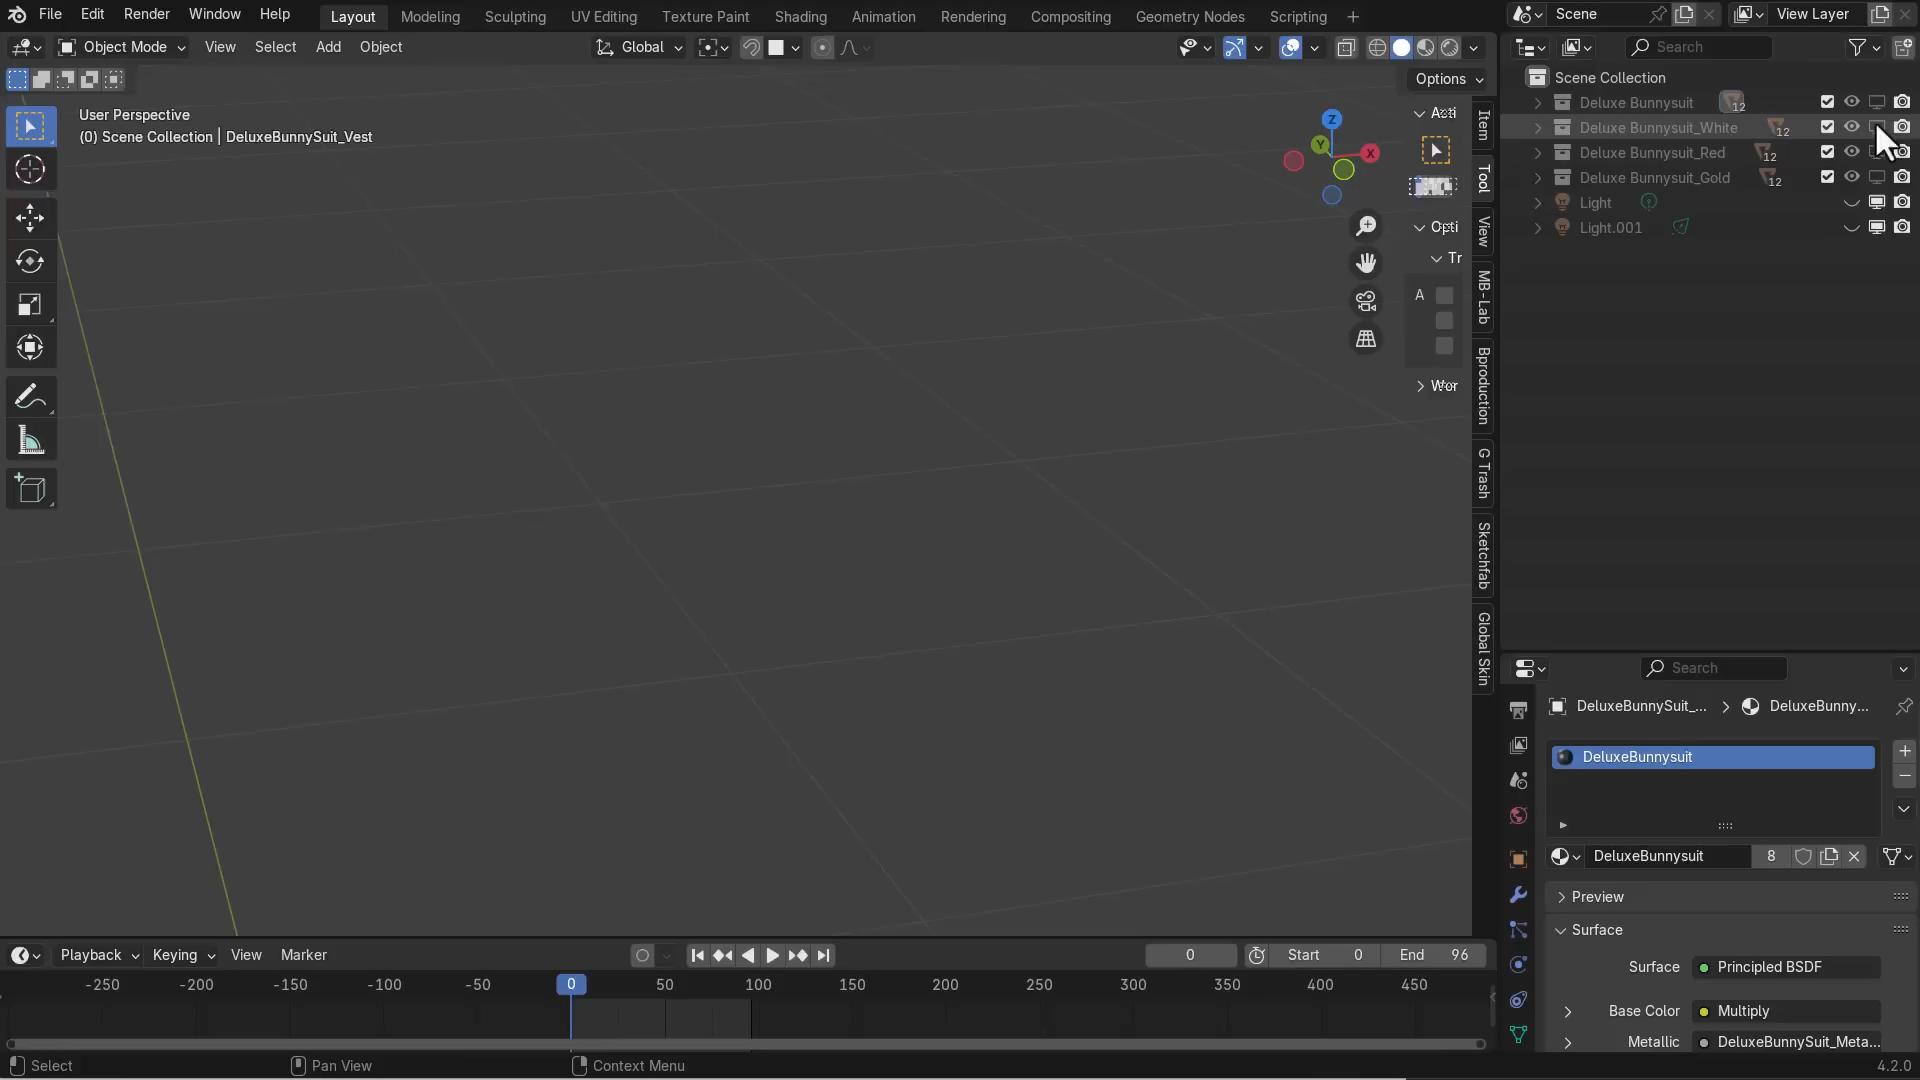 File Edit Render Window Help Layout Modeling Sculpting UV Editing Texture Paint Shading Animation Rendering Compositing Geometry Nodes Scripting Scene View Layer
Object Mode View Select Add Object Global Search
Options
Scene Collection
User Perspective
(0) Scene Collection | DeluxeBunnySuit_Vest
Deluxe Bunnysuit 12
Deluxe Bunnysuit_White 12
Deluxe Bunnysuit_Red 12
Deluxe Bunnysuit_Gold 12
Light
Light.001
Z
Y
X
Opti
Tr
A
Wor
Item
Tool
View
MB-Lab
Bproduction
G Trash
Sketchfab
Global Skin
Search
DeluxeBunnySuit_... DeluxeBunny...
DeluxeBunnysuit
DeluxeBunnysuit 8
Preview
Surface
Surface Principled BSDF
Base Color Multiply
Metallic DeluxeBunnySuit_Meta...
Playback Keying View Marker 0 Start 0 End 96
-250 -200 -150 -100 -50 0 50 100 150 200 250 300 350 400 450
Select Pan View Context Menu 4.2.0